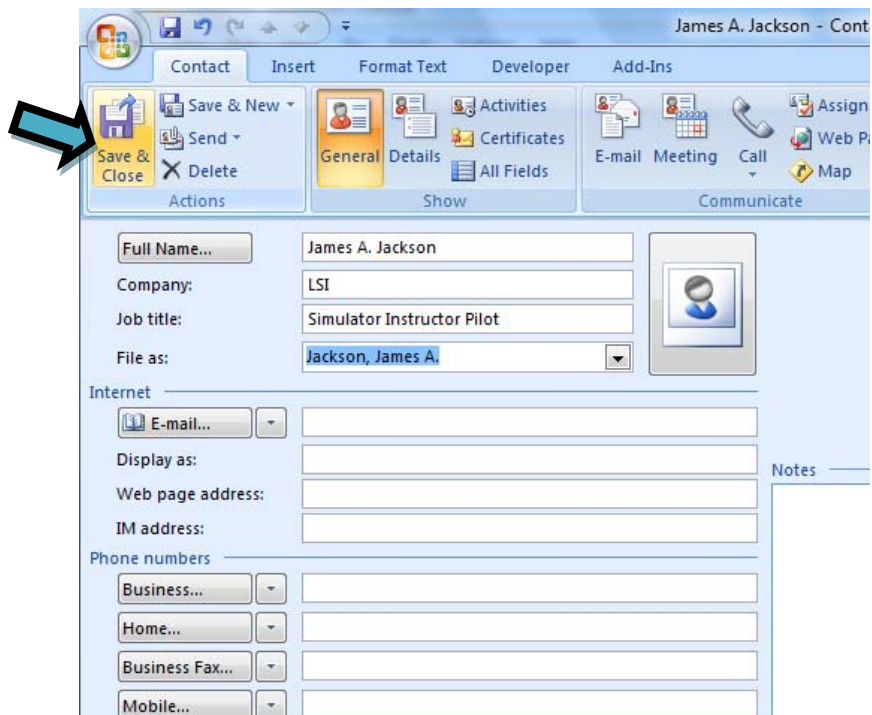 James A. Jackson - Cont
Contact Insert Format Text Developer Add-Ins
Save & Close
Save & New
Send
Delete
Actions
General
Details
Activities
Certificates
All Fields
Show
E-mail
Meeting
Call
Assign
Web Pa
Map
Communicate
Full Name... James A. Jackson
Company: LSI
Job title: Simulator Instructor Pilot
File as: Jackson, James A.
Internet
E-mail...
Display as:
Web page address:
IM address:
Notes
Phone numbers
Business...
Home...
Business Fax...
Mobile...